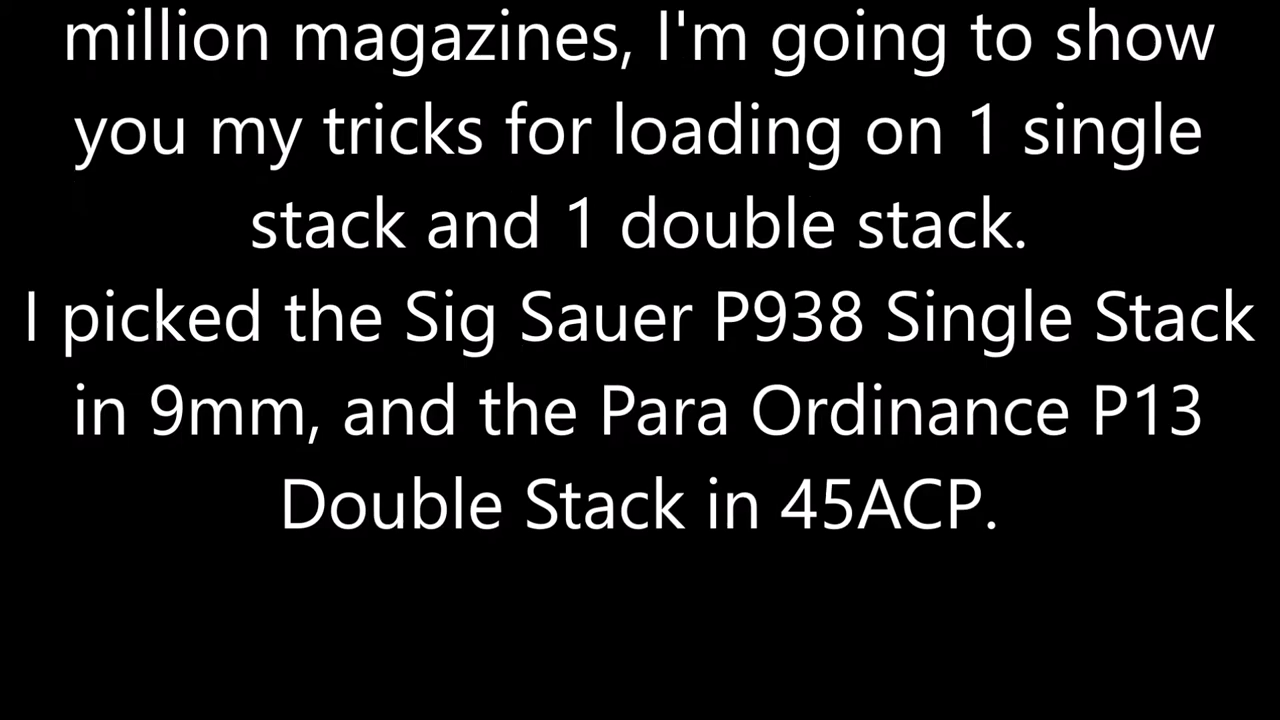 million magazines, I'm going to show
you my tricks for loading on 1 single
stack and 1 double stack.
I picked the Sig Sauer P938 Single Stack
in 9mm, and the Para Ordinance P13
Double Stack in 45ACP.